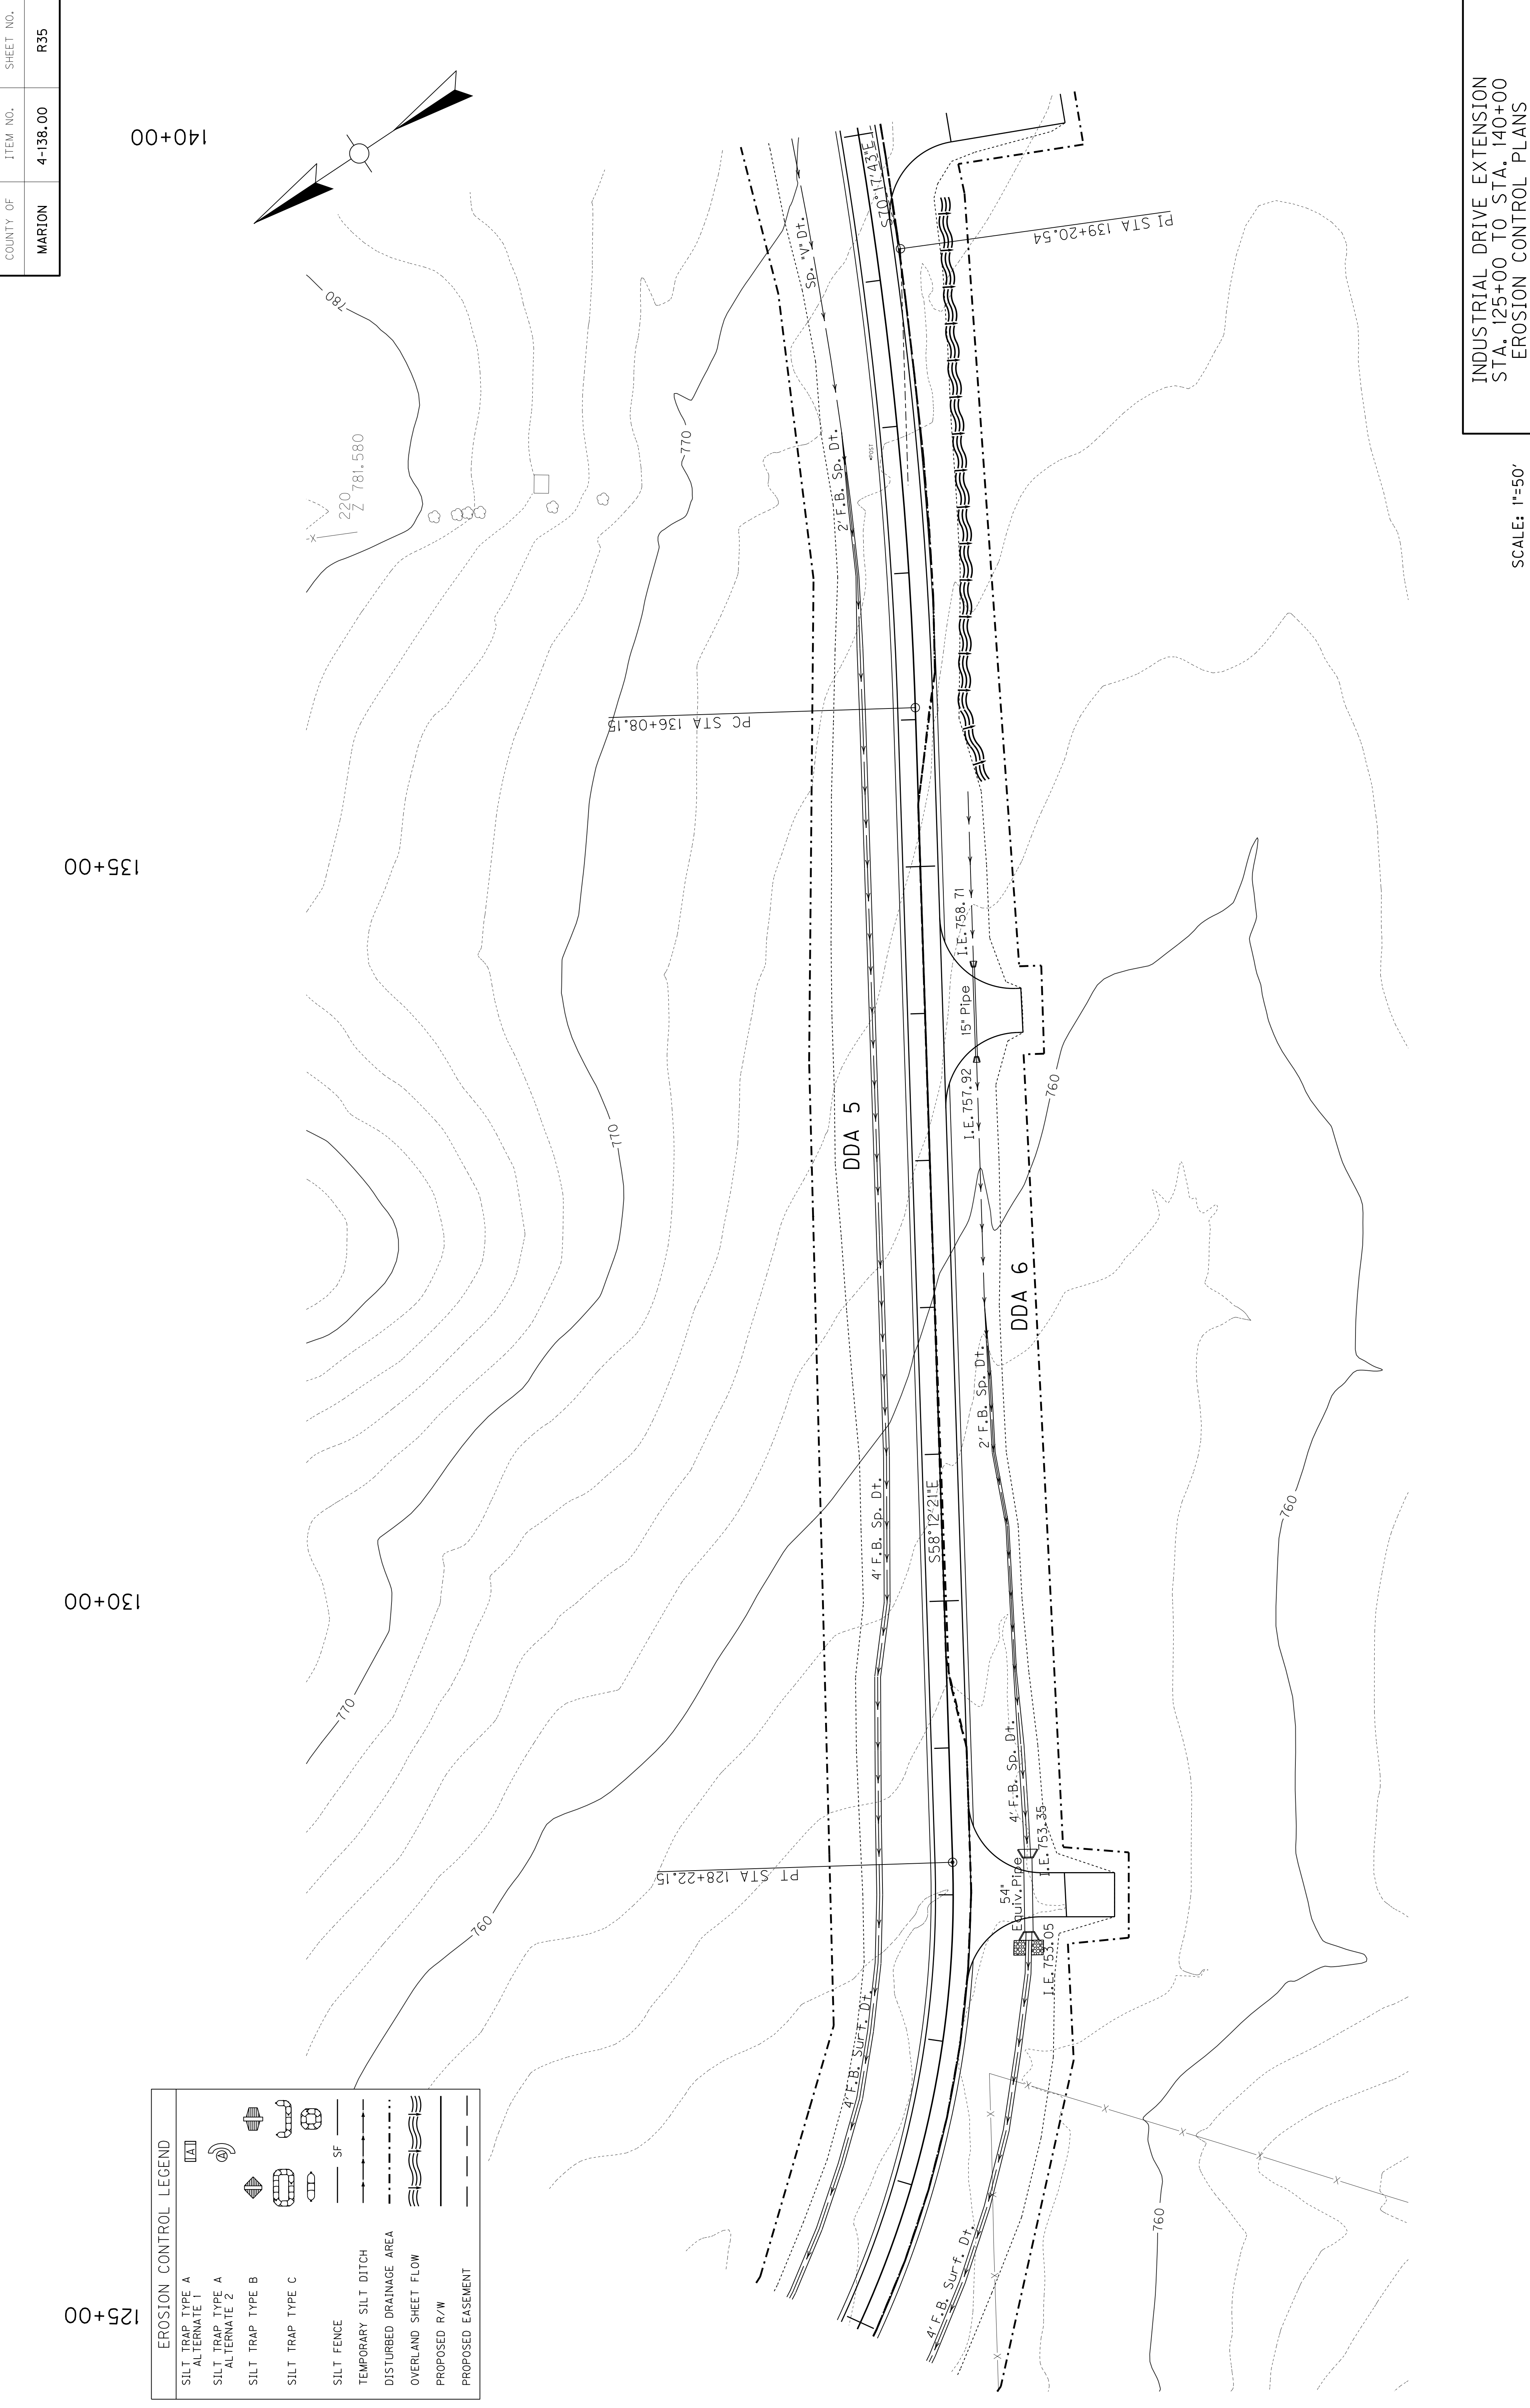 COUNTY OF
ITEM NO.
SHEET NO.
MARION
4-138.00
R35
INDUSTRIAL DRIVE EXTENSION
STA. 125+00 TO STA. 140+00
EROSION CONTROL PLANS
SCALE: 1"=50'
140+00
135+00
130+00
125+00
780
220
Z 781.580
X
770
Sp. "V" Dt.
S70°17'43"E
PI STA 139+20.54
2' F.B. Sp. Dt.
POST
PC STA 136+08.15
I.E. 758.71
15" Pipe
I.E. 757.92
760
770
DDA 5
DDA 6
2' F.B. Sp. Dt.
4' F.B. Sp. Dt.
S58°12'21"E
760
770
4' F.B. Sp. Dt.
I.E. 753.35
PT STA 128+22.15
54"
Equiv. Pipe
I.E. 753.05
760
4' F.B. Surf. Dt.
4' F.B. Surf. Dt.
760
X
X
X
X
X
X
X
X
EROSION CONTROL LEGEND
SILT TRAP TYPE A
ALTERNATE 1
A
SILT TRAP TYPE A
ALTERNATE 2
A
SILT TRAP TYPE B
SILT TRAP TYPE C
SILT FENCE
SF
TEMPORARY SILT DITCH
DISTURBED DRAINAGE AREA
OVERLAND SHEET FLOW
PROPOSED R/W
PROPOSED EASEMENT